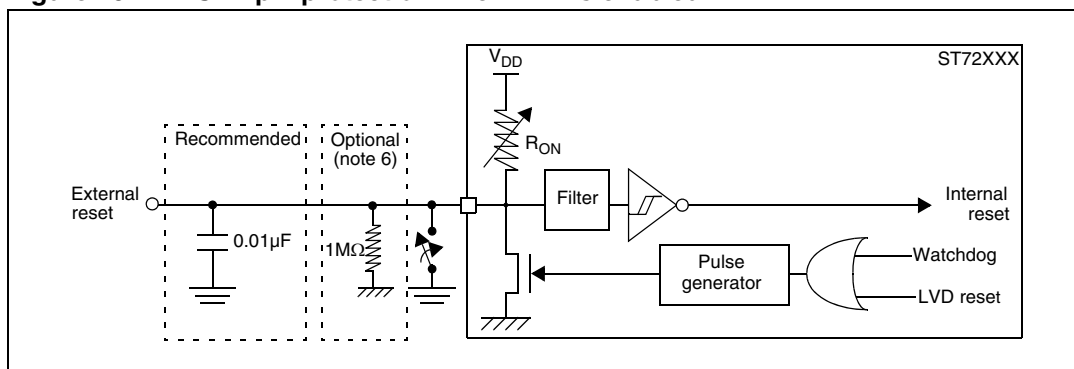 ST72XXX
VDD
RON
Recommended
Optional
(note 6)
External
reset
0.01µF
1MΩ
Filter
Internal
reset
Pulse
generator
Watchdog
LVD reset